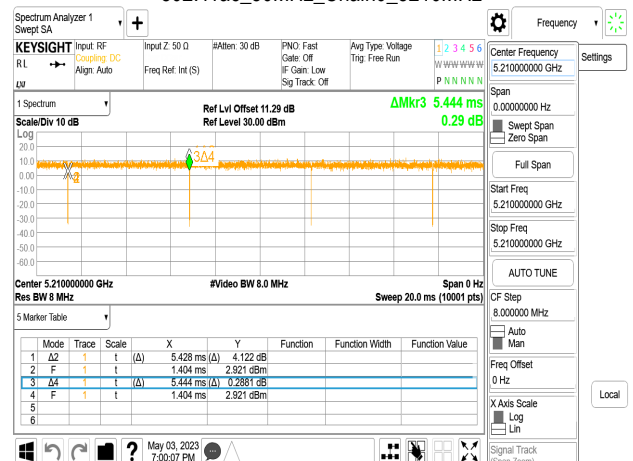 802.11ac_80MHz_Chain0_5210MHz
Spectrum Analyzer 1
Swept SA
Frequency
KEYSIGHT
RL
LXI
Input: RF
Coupling: DC
Align: Auto
Input Z: 50 Ω
Freq Ref: Int (S)
#Atten: 30 dB
PNO: Fast
Gate: Off
IF Gain: Low
Sig Track: Off
Avg Type: Voltage
Trig: Free Run
1 2 3 4 5 6
W W W W W W
P N N N N N
Center Frequency
5.210000000 GHz
Settings
1 Spectrum
Scale/Div 10 dB
Ref Lvl Offset 11.29 dB
Ref Level 30.00 dBm
ΔMkr3 5.444 ms
0.29 dB
Log
20.0
10.0
0.00
-10.0
-20.0
-30.0
-40.0
-50.0
-60.0
3Δ4
Center 5.210000000 GHz
Res BW 8 MHz
#Video BW 8.0 MHz
Span 0 Hz
Sweep 20.0 ms (10001 pts)
Span
0.00000000 Hz
Swept Span
Zero Span
Full Span
Start Freq
5.210000000 GHz
Stop Freq
5.210000000 GHz
AUTO TUNE
CF Step
8.000000 MHz
Auto
Man
Freq Offset
0 Hz
X Axis Scale
Log
Lin
Signal Track
(Span Zoom)
Local
5 Marker Table
Mode Trace Scale X Y Function Function Width Function Value
1 Δ2 1 t (Δ) 5.428 ms (Δ) 4.122 dB
2 F 1 t 1.404 ms 2.921 dBm
3 Δ4 1 t (Δ) 5.444 ms (Δ) 0.2881 dB
4 F 1 t 1.404 ms 2.921 dBm
5
6
?
May 03, 2023
7:00:07 PM